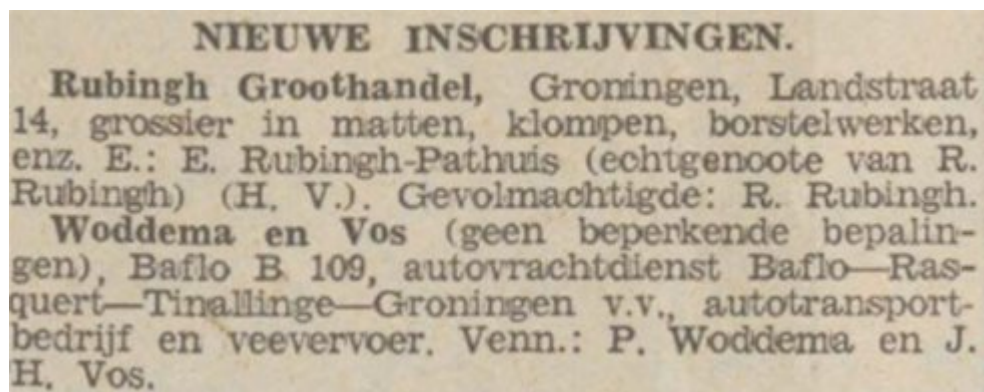 NIEUWE INSCHRIJVINGEN.
Rubingh Groothandel, Groningen, Landstraat
14, grossier in matten, klompen, borstelwerken,
enz. E.: E. Rubingh-Pathuis (echtgenoote van R.
Rubingh) (H. V.). Gevolmachtigde: R. Rubingh.
Woddema en Vos (geen beperkende bepalin-
gen), Baflo B 109, autovrachtdienst Baflo—Ras-
quert—Tinallinge—Groningen v.v., autotransport-
bedrijf en veevervoer. Venn.: P. Woddema en J.
H. Vos.